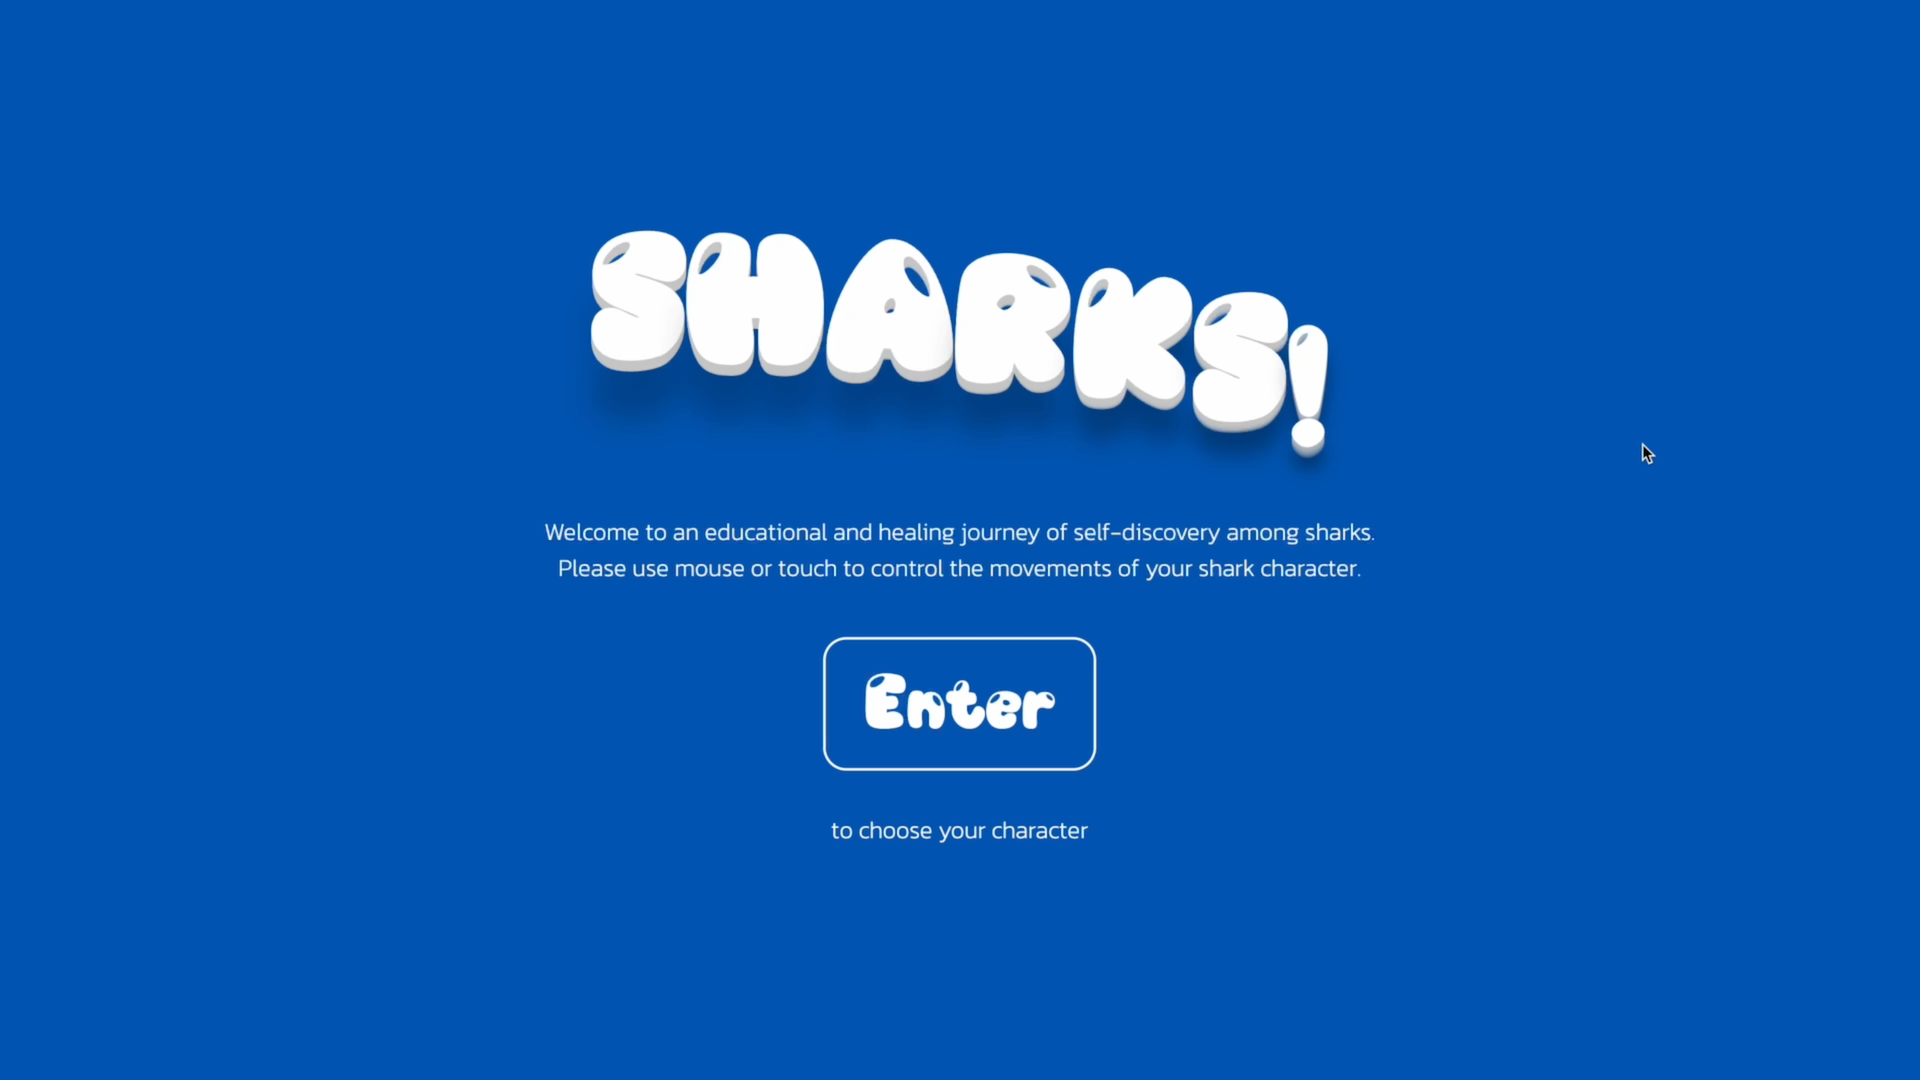 SHARKS!
Welcome to an educational and healing journey of self-discovery among sharks.
Please use mouse or touch to control the movements of your shark character.
Enter
to choose your character